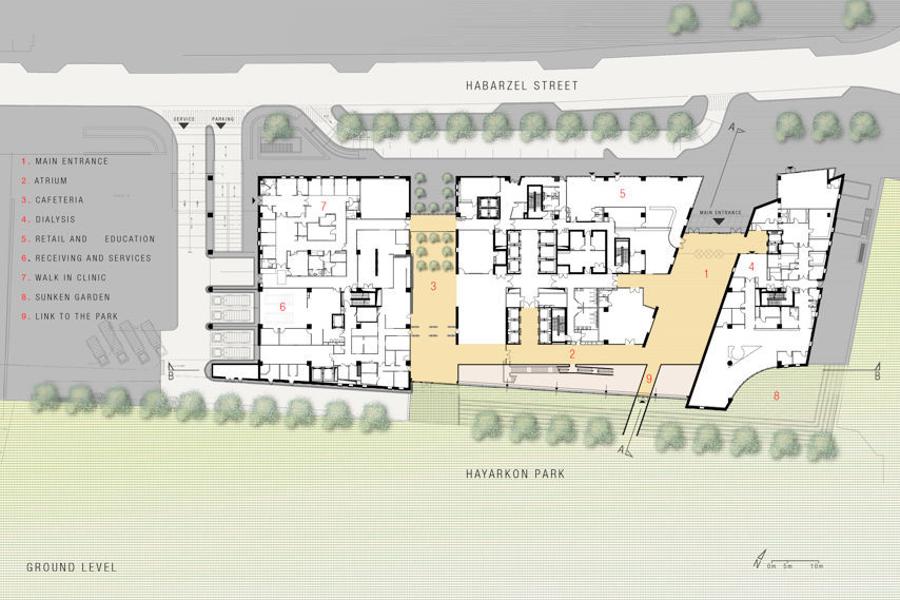 HABARZEL STREET
SERVICE
PARKING
A
1. MAIN ENTRANCE
2. ATRIUM
3. CAFETERIA
4. DIALYSIS
5. RETAIL AND EDUCATION
6. RECEIVING AND SERVICES
7. WALK IN CLINIC
8. SUNKEN GARDEN
9. LINK TO THE PARK
7
5
MAIN ENTRANCE
1
4
3
6
2
9
8
B
B
A
HAYARKON PARK
GROUND LEVEL
N
0m 5m 10m